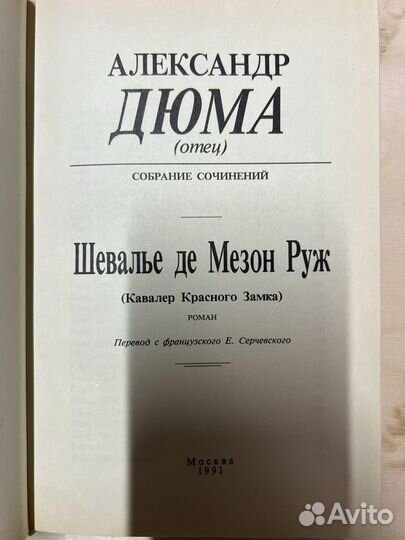 АЛЕКСАНДР
ДЮМА
(отец)
СОБРАНИЕ СОЧИНЕНИЙ
Шевалье де Мезон Руж
(Кавалер Красного Замка)
РОМАН
Перевод с французского Е. Серчевского
Москва
1991
Avito